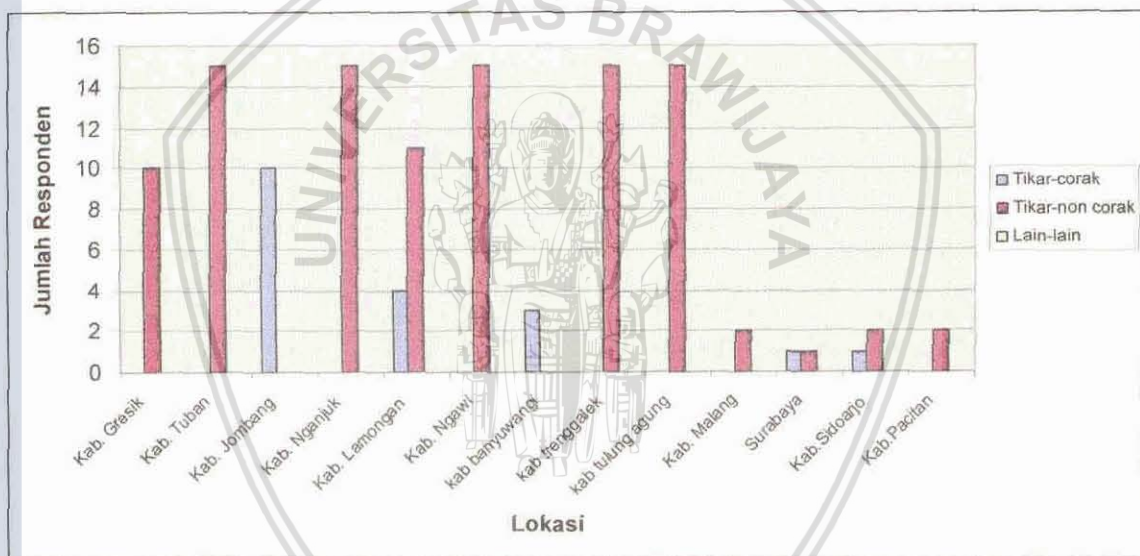 UNIVERSITAS BRAWIJAYA
Jumlah Responden
16
14
12
10
8
6
4
2
0
Kab. Gresik
Kab. Tuban
Kab. Jombang
Kab. Nganjuk
Kab. Lamongan
Kab. Ngawi
kab banyuwangi
kab trenggalek
kab tulung agung
Kab. Malang
Surabaya
Kab.Sidoarjo
Kab.Pacitan
Lokasi
Tikar-corak
Tikar-non corak
Lain-lain